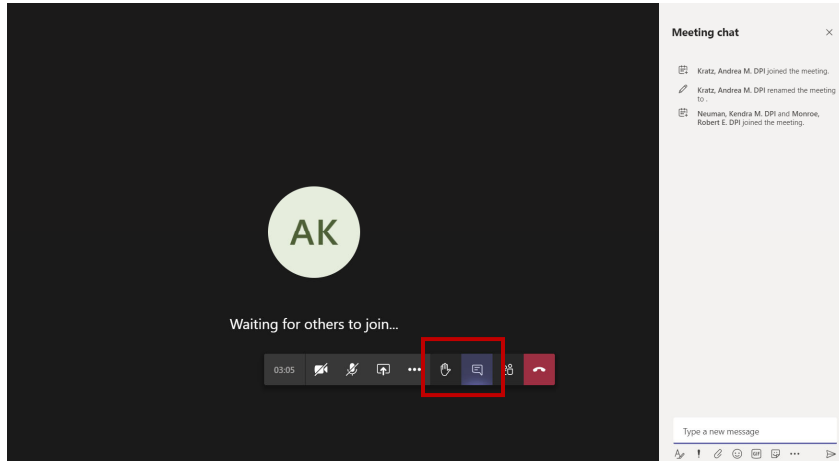 Meeting chat
Kratz, Andrea M. DPI joined the meeting.
Kratz, Andrea M. DPI renamed the meeting
to .
Neuman, Kendra M. DPI and Monroe,
Robert E. DPI joined the meeting.
AK
Waiting for others to join...
03:05
Type a new message
GIF